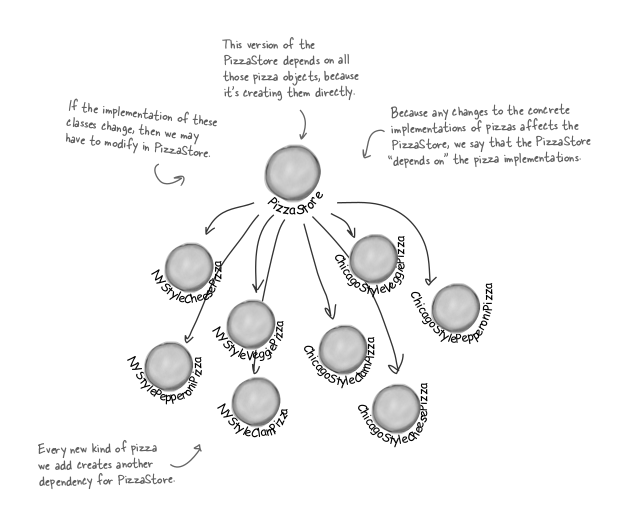 This version of the
PizzaStore depends on all
those pizza objects, because
it's creating them directly.
If the implementation of these
classes change, then we may
have to modify in PizzaStore.
Because any changes to the concrete
implementations of pizzas affects the
PizzaStore, we say that the PizzaStore
"depends on" the pizza implementations.
PizzaStore
NYStyleCheesePizza
ChicagoStyleVeggiePizza
ChicagoStylePepperoniPizza
NYStyleVeggiePizza
ChicagoStyleClamPizza
NYStylePepperoniPizza
NYStyleClamPizza
ChicagoStyleCheesePizza
Every new kind of pizza
we add creates another
dependency for PizzaStore.